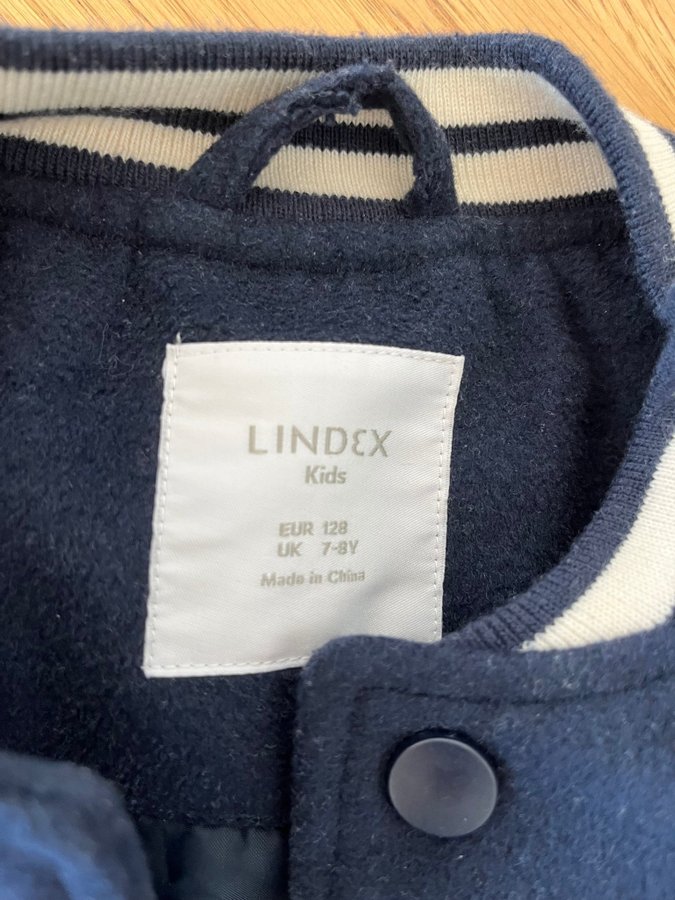 LINDEX
Kids
EUR 128
UK 7-8Y
Made in China